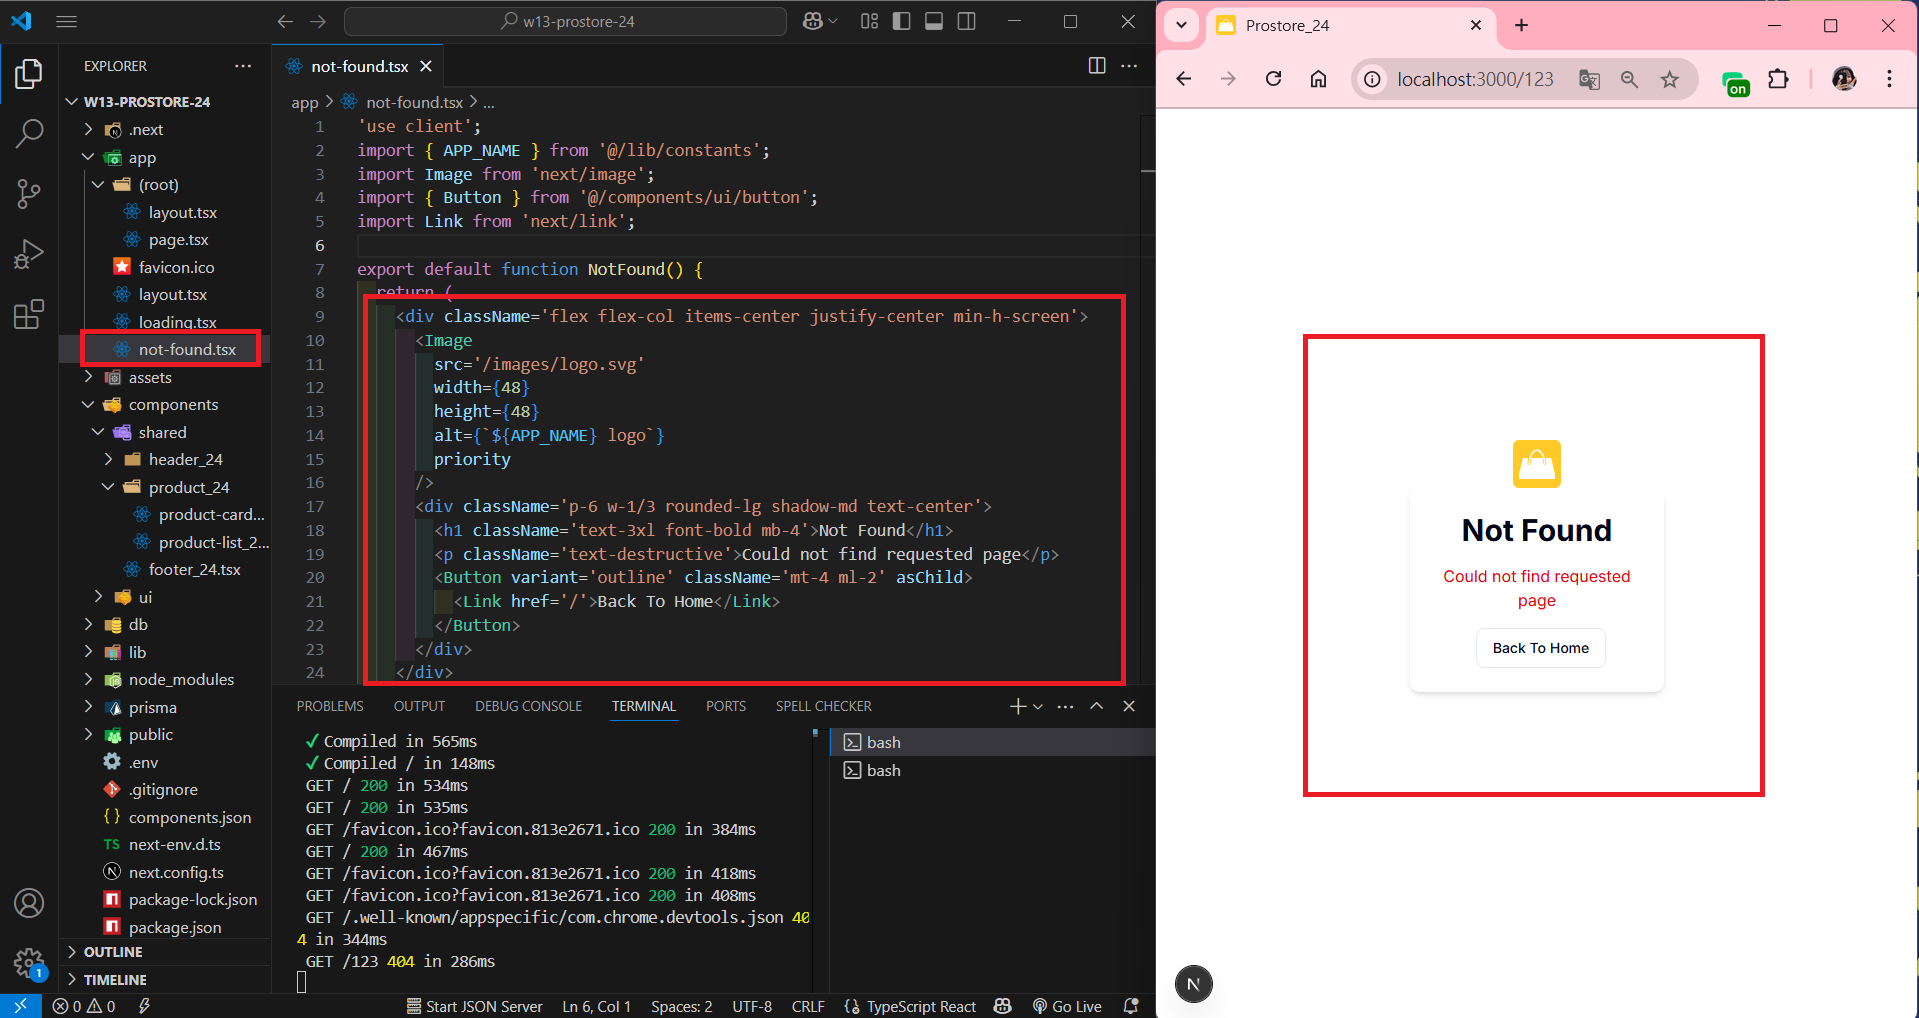 w13-prostore-24
EXPLORER
W13-PROSTORE-24
.next
app
(root)
layout.tsx
page.tsx
favicon.ico
layout.tsx
loading.tsx
not-found.tsx
assets
components
shared
header_24
product_24
product-card...
product-list_2...
footer_24.tsx
ui
db
lib
node_modules
prisma
public
.env
.gitignore
components.json
TS next-env.d.ts
next.config.ts
package-lock.json
package.json
OUTLINE
TIMELINE
not-found.tsx
app > not-found.tsx > ...
1 'use client';
2 import { APP_NAME } from '@/lib/constants';
3 import Image from 'next/image';
4 import { Button } from '@/components/ui/button';
5 import Link from 'next/link';
6
7 export default function NotFound() {
8 return (
9 <div className='flex flex-col items-center justify-center min-h-screen'>
10 <Image
11 src='/images/logo.svg'
12 width={48}
13 height={48}
14 alt={`${APP_NAME} logo`}
15 priority
16 />
17 <div className='p-6 w-1/3 rounded-lg shadow-md text-center'>
18 <h1 className='text-3xl font-bold mb-4'>Not Found</h1>
19 <p className='text-destructive'>Could not find requested page</p>
20 <Button variant='outline' className='mt-4 ml-2' asChild>
21 <Link href='/'>Back To Home</Link>
22 </Button>
23 </div>
24 </div>
PROBLEMS OUTPUT DEBUG CONSOLE TERMINAL PORTS SPELL CHECKER
✓ Compiled in 565ms
✓ Compiled / in 148ms
GET / 200 in 534ms
GET / 200 in 535ms
GET /favicon.ico?favicon.813e2671.ico 200 in 384ms
GET / 200 in 467ms
GET /favicon.ico?favicon.813e2671.ico 200 in 418ms
GET /favicon.ico?favicon.813e2671.ico 200 in 408ms
GET /.well-known/appspecific/com.chrome.devtools.json 40
4 in 344ms
GET /123 404 in 286ms
bash
bash
1
0 0 Start JSON Server Ln 6, Col 1 Spaces: 2 UTF-8 CRLF {} TypeScript React Go Live
Prostore_24
localhost:3000/123
on
Not Found
Could not find requested
page
Back To Home
N